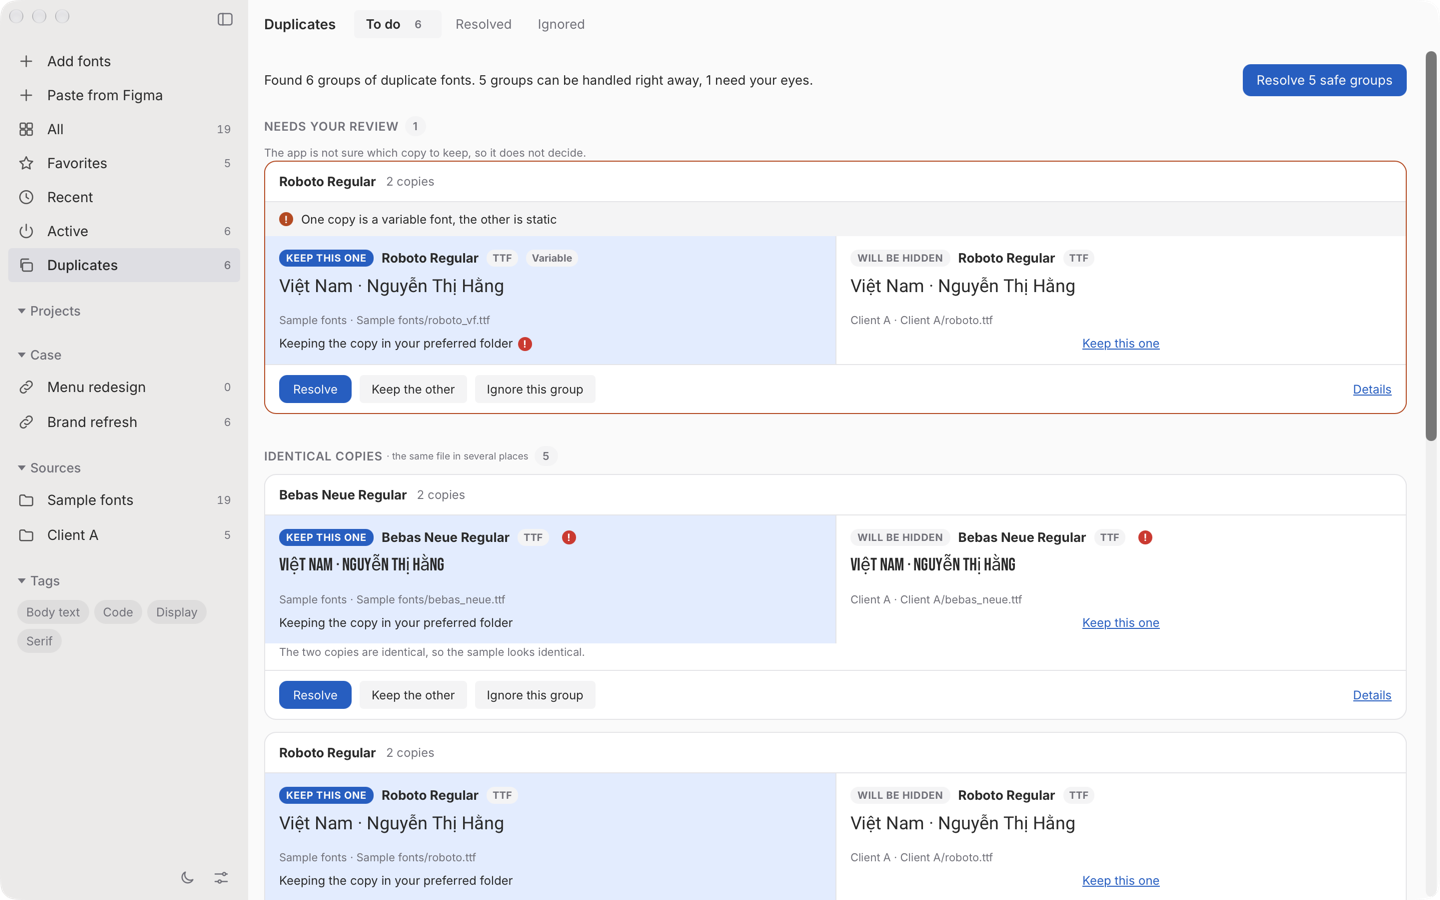 Duplicates To do 6 Resolved Ignored
Add fonts
Paste from Figma
All 19
Favorites 5
Recent
Active 6
Duplicates 6
Projects
Case
Menu redesign 0
Brand refresh 6
Sources
Sample fonts 19
Client A 5
Tags
Body text Code Display
Serif
Found 6 groups of duplicate fonts. 5 groups can be handled right away, 1 need your eyes.
Resolve 5 safe groups
NEEDS YOUR REVIEW 1
The app is not sure which copy to keep, so it does not decide.
Roboto Regular 2 copies
One copy is a variable font, the other is static
KEEP THIS ONE Roboto Regular TTF Variable
Việt Nam · Nguyễn Thị Hằng
Sample fonts · Sample fonts/roboto_vf.ttf
Keeping the copy in your preferred folder
WILL BE HIDDEN Roboto Regular TTF
Việt Nam · Nguyễn Thị Hằng
Client A · Client A/roboto.ttf
Keep this one
Resolve Keep the other Ignore this group Details
IDENTICAL COPIES · the same file in several places 5
Bebas Neue Regular 2 copies
KEEP THIS ONE Bebas Neue Regular TTF
VIỆT NAM · NGUYỄN THỊ HẰNG
Sample fonts · Sample fonts/bebas_neue.ttf
Keeping the copy in your preferred folder
WILL BE HIDDEN Bebas Neue Regular TTF
VIỆT NAM · NGUYỄN THỊ HẰNG
Client A · Client A/bebas_neue.ttf
Keep this one
The two copies are identical, so the sample looks identical.
Resolve Keep the other Ignore this group Details
Roboto Regular 2 copies
KEEP THIS ONE Roboto Regular TTF
Việt Nam · Nguyễn Thị Hằng
Sample fonts · Sample fonts/roboto.ttf
Keeping the copy in your preferred folder
WILL BE HIDDEN Roboto Regular TTF
Việt Nam · Nguyễn Thị Hằng
Client A · Client A/roboto.ttf
Keep this one